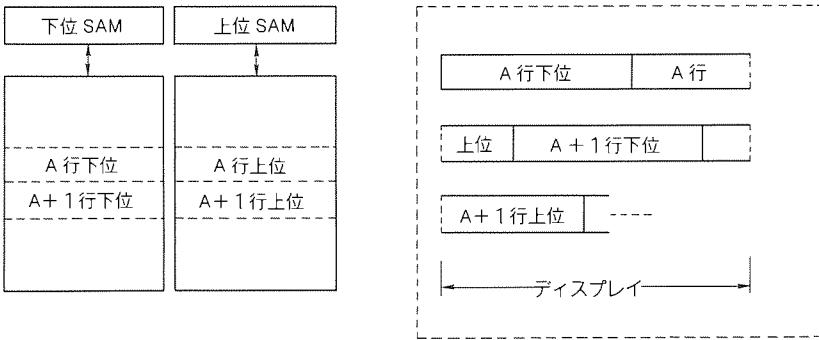 下位 SAM
上位 SAM
A 行下位
A 行上位
A+1行下位
A+1行上位
A 行下位
A 行
上位
A + 1 行下位
A+1行上位
ディスプレイ